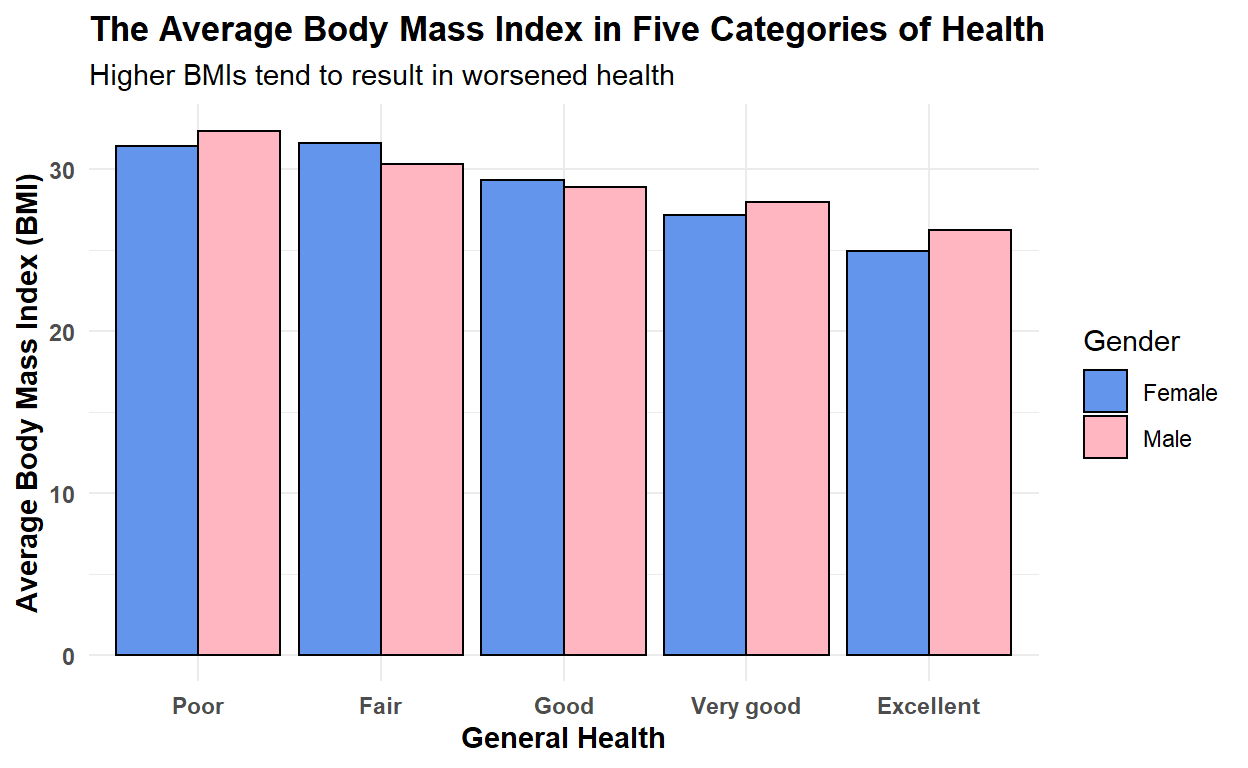 The Average Body Mass Index in Five Categories of Health
Higher BMIs tend to result in worsened health
Average Body Mass Index (BMI)
30
20
10
0
Poor
Fair
Good
Very good
Excellent
General Health
Gender
Female
Male